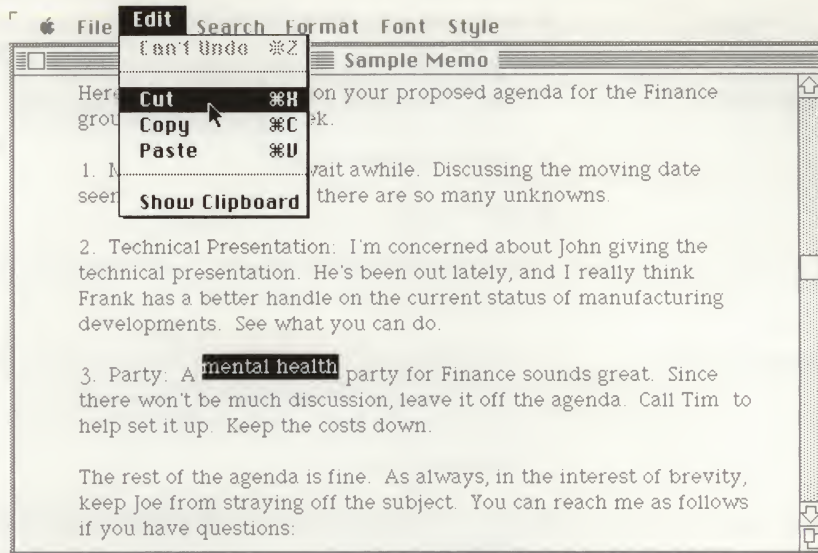 File Edit Search Format Font Style
Can't Undo ⌘Z
Sample Memo
Cut ⌘X
Copy ⌘C
Paste ⌘V
Show Clipboard
Here on your proposed agenda for the Finance
1. wait awhile. Discussing the moving date
there are so many unknowns.
2. Technical Presentation: I'm concerned about John giving the
technical presentation. He's been out lately, and I really think
Frank has a better handle on the current status of manufacturing
developments. See what you can do.
3. Party: A mental health party for Finance sounds great. Since
there won't be much discussion, leave it off the agenda. Call Tim to
help set it up. Keep the costs down.
The rest of the agenda is fine. As always, in the interest of brevity,
keep Joe from straying off the subject. You can reach me as follows
if you have questions: